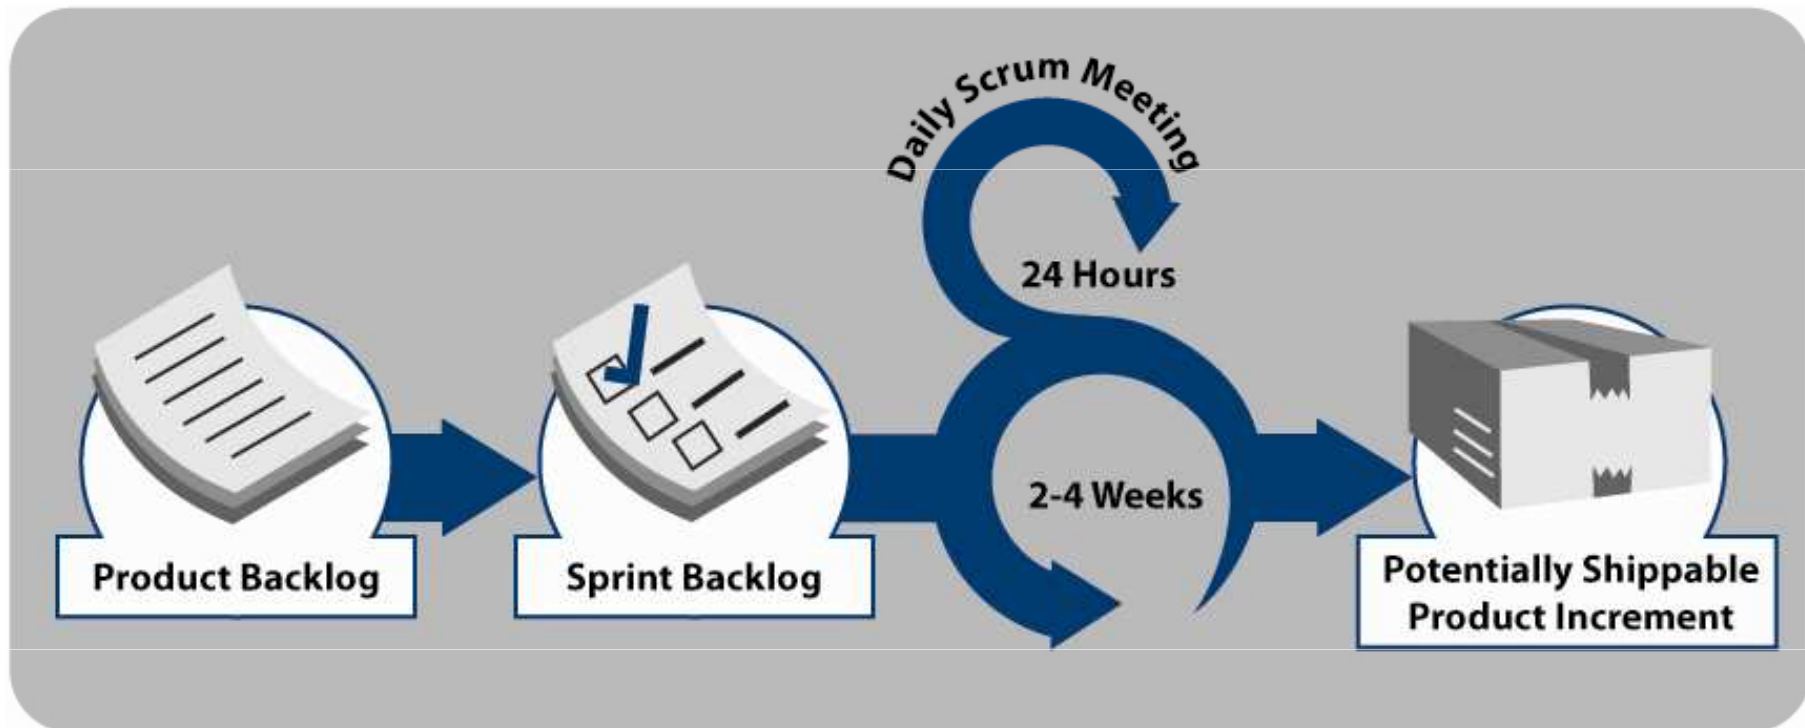 Daily Scrum Meeting
24 Hours
2-4 Weeks
Product Backlog
Sprint Backlog
Potentially Shippable
Product Increment